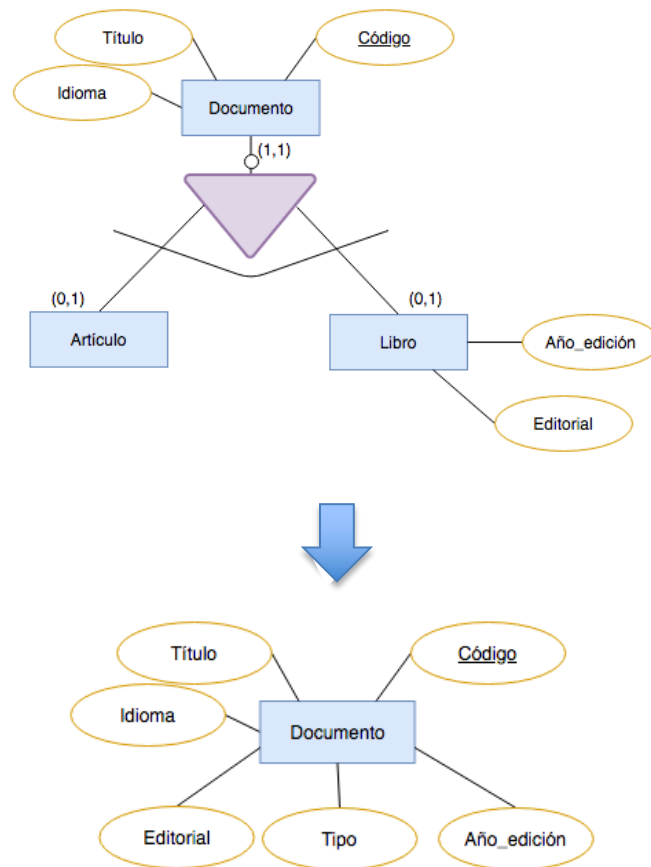 Título
Código
Idioma
Documento
(1,1)
(0,1)
(0,1)
Artículo
Libro
Año_edición
Editorial
Título
Código
Idioma
Documento
Editorial
Tipo
Año_edición